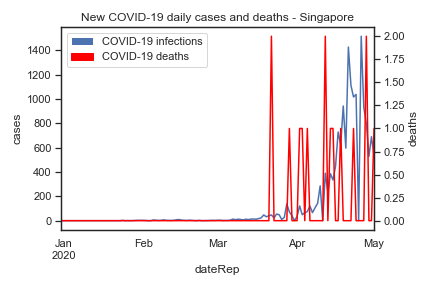 New COVID-19 daily cases and deaths - Singapore
COVID-19 infections
COVID-19 deaths
1400
1200
1000
800
600
400
200
0
cases
2.00
1.75
1.50
1.25
1.00
0.75
0.50
0.25
0.00
deaths
Jan Feb Mar Apr May
2020
dateRep